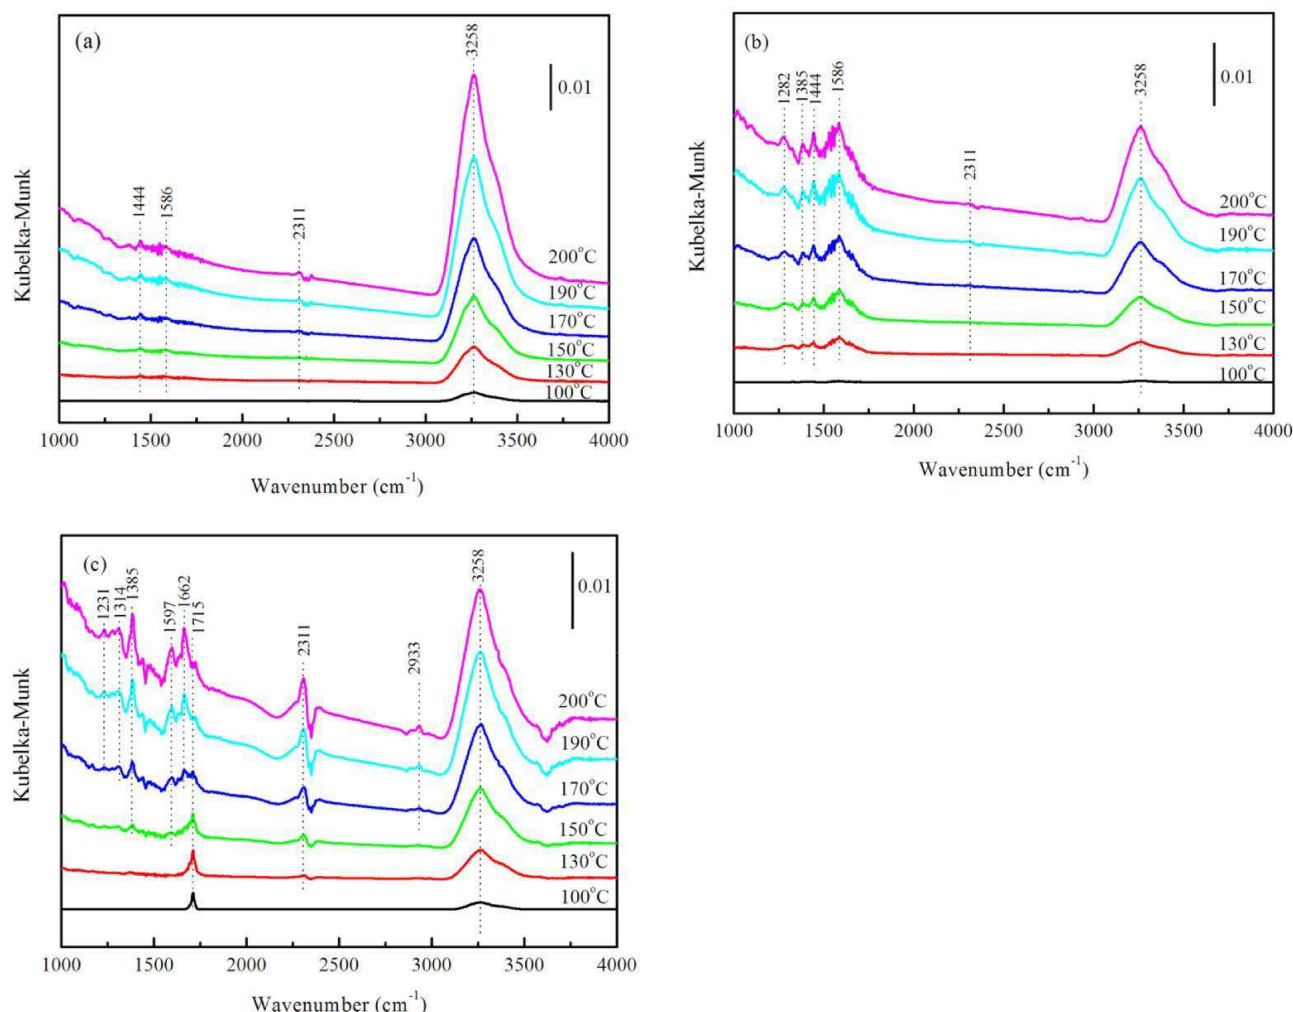 (a)
3258
0.01
1444
1586
2311
200°C
190°C
170°C
150°C
130°C
100°C
Kubelka-Munk
1000
1500
2000
2500
3000
3500
4000
Wavenumber (cm⁻¹)
(b)
1282
1385
1444
1586
2311
3258
0.01
200°C
190°C
170°C
150°C
130°C
100°C
Kubelka-Munk
1000
1500
2000
2500
3000
3500
4000
Wavenumber (cm⁻¹)
(c)
1231
1314
1385
1597
1662
1715
2311
2933
3258
0.01
200°C
190°C
170°C
150°C
130°C
100°C
Kubelka-Munk
1000
1500
2000
2500
3000
3500
4000
Wavenumber (cm⁻¹)